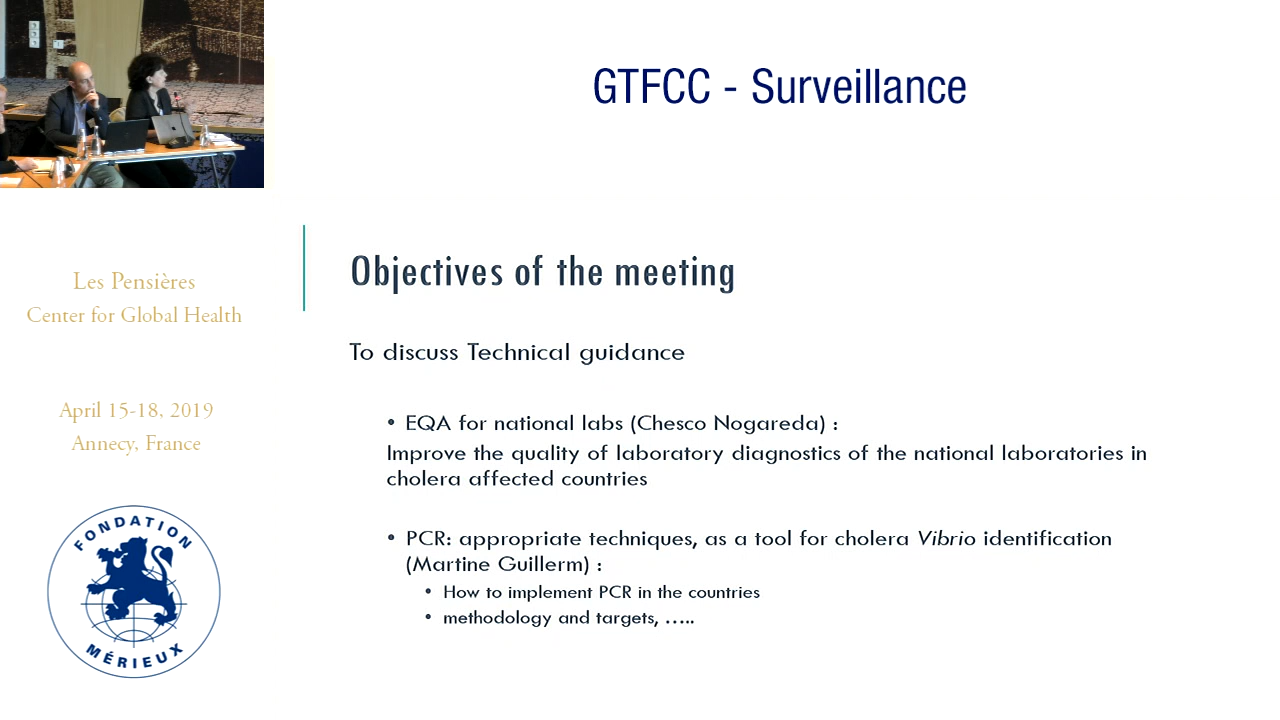 GTFCC - Surveillance
Les Pensières
Center for Global Health
April 15-18, 2019
Annecy, France
FONDATION
MÉRIEUX
Objectives of the meeting
To discuss Technical guidance
• EQA for national labs (Chesco Nogareda) :
Improve the quality of laboratory diagnostics of the national laboratories in
cholera affected countries
• PCR: appropriate techniques, as a tool for cholera Vibrio identification
(Martine Guillerm) :
• How to implement PCR in the countries
• methodology and targets, …..